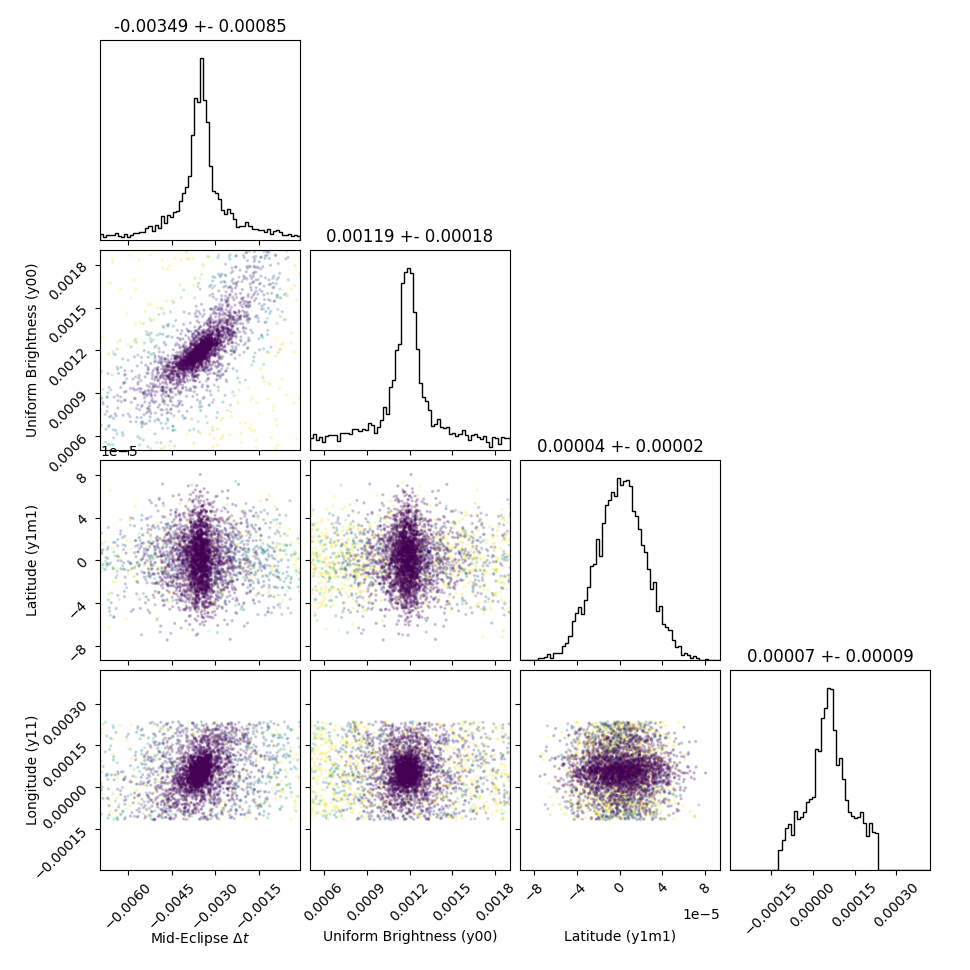 -0.00349 +- 0.00085
0.00119 +- 0.00018
Uniform Brightness (y00)
0.0018
0.0015
0.0012
0.0009
0.0006
1e−5
0.00004 +- 0.00002
Latitude (y1m1)
8
4
0
−4
−8
0.00007 +- 0.00009
Longitude (y11)
0.00030
0.00015
0.00000
−0.00015
−0.0060
−0.0045
−0.0030
−0.0015
Mid-Eclipse Δt
0.0006
0.0009
0.0012
0.0015
0.0018
Uniform Brightness (y00)
−8
−4
0
4
8
1e−5
Latitude (y1m1)
−0.00015
0.00000
0.00015
0.00030